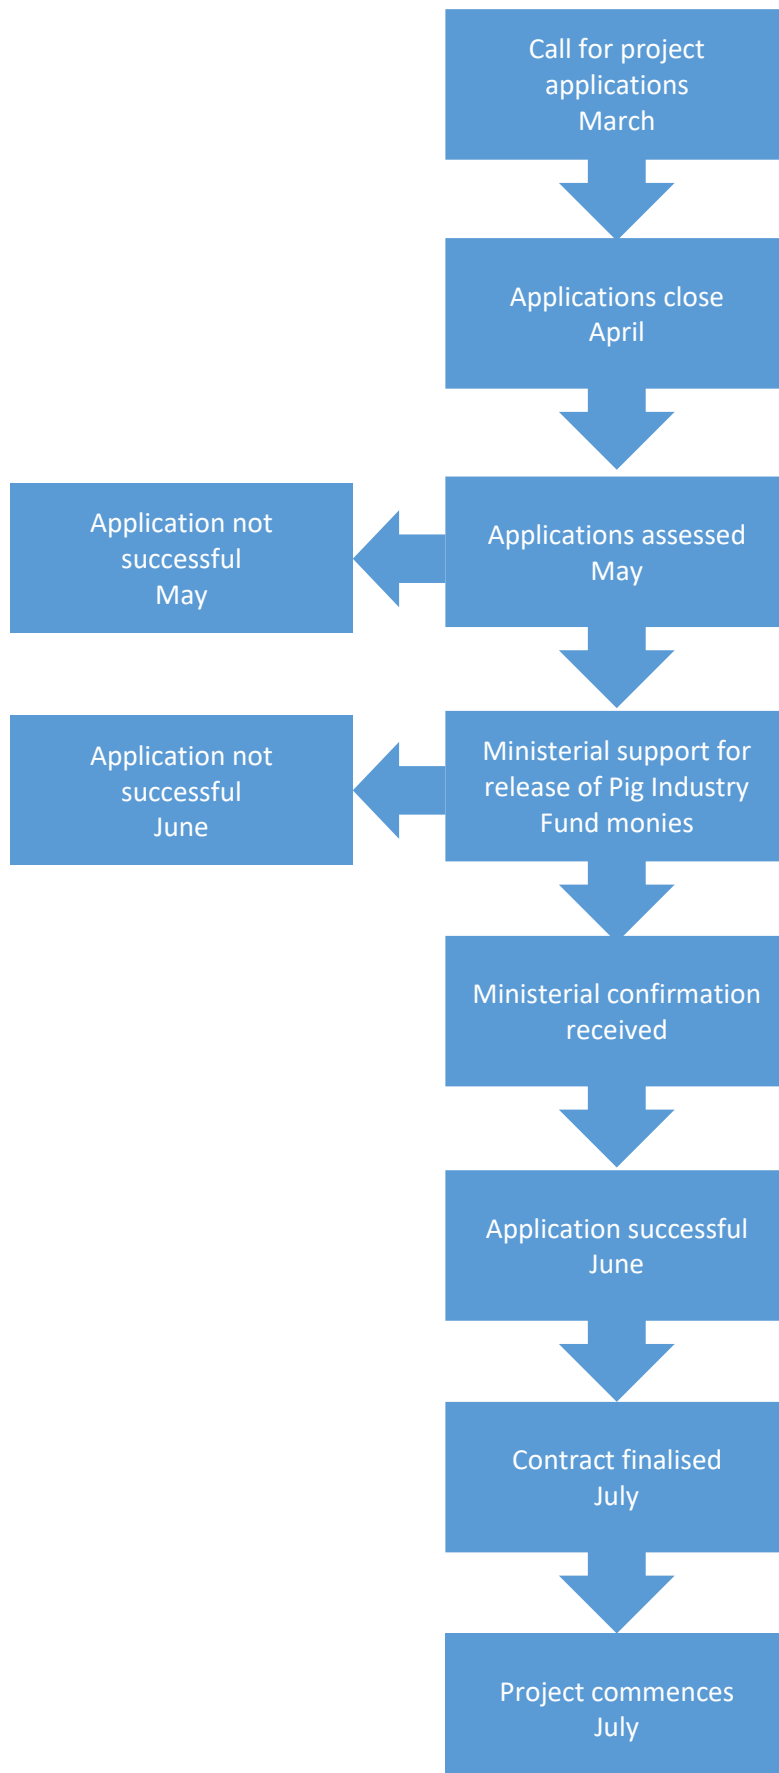 Call for project
applications
March
Applications close
April
Applications assessed
May
Application not
successful
May
Ministerial support for
release of Pig Industry
Fund monies
Application not
successful
June
Ministerial confirmation
received
Application successful
June
Contract finalised
July
Project commences
July